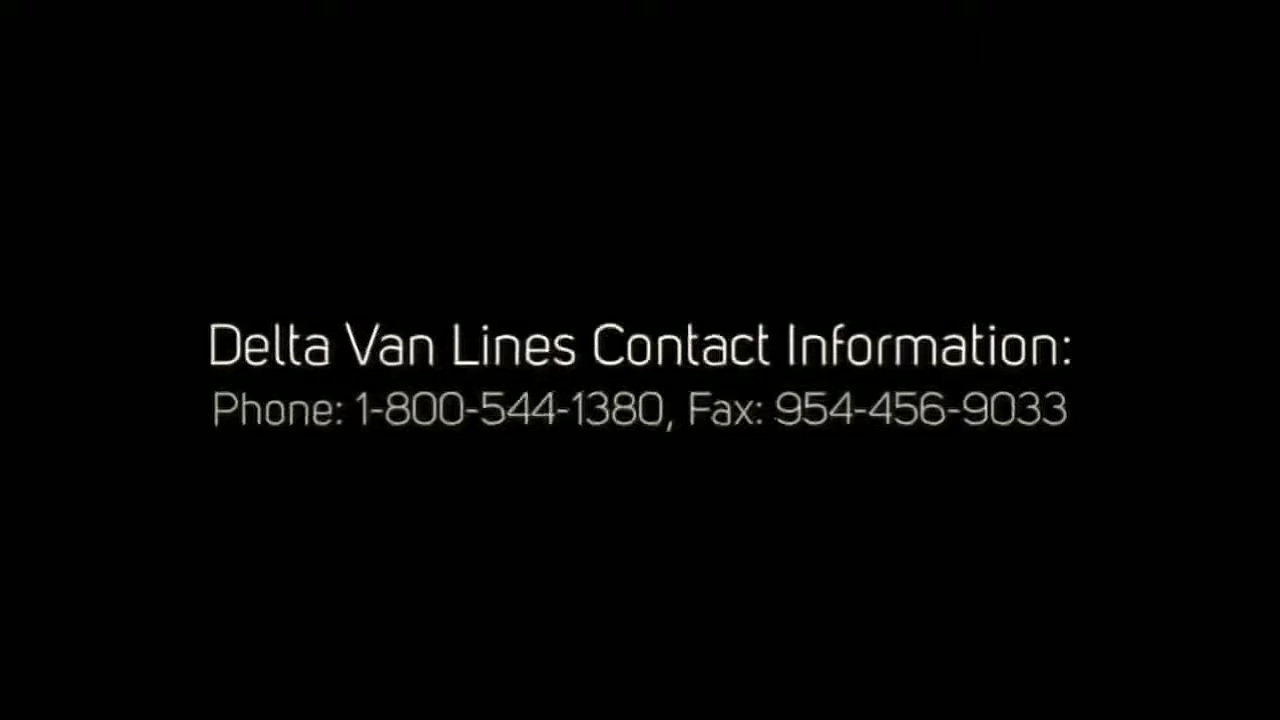 Delta Van Lines Contact Information:
Phone: 1-800-544-1380, Fax: 954-456-9033